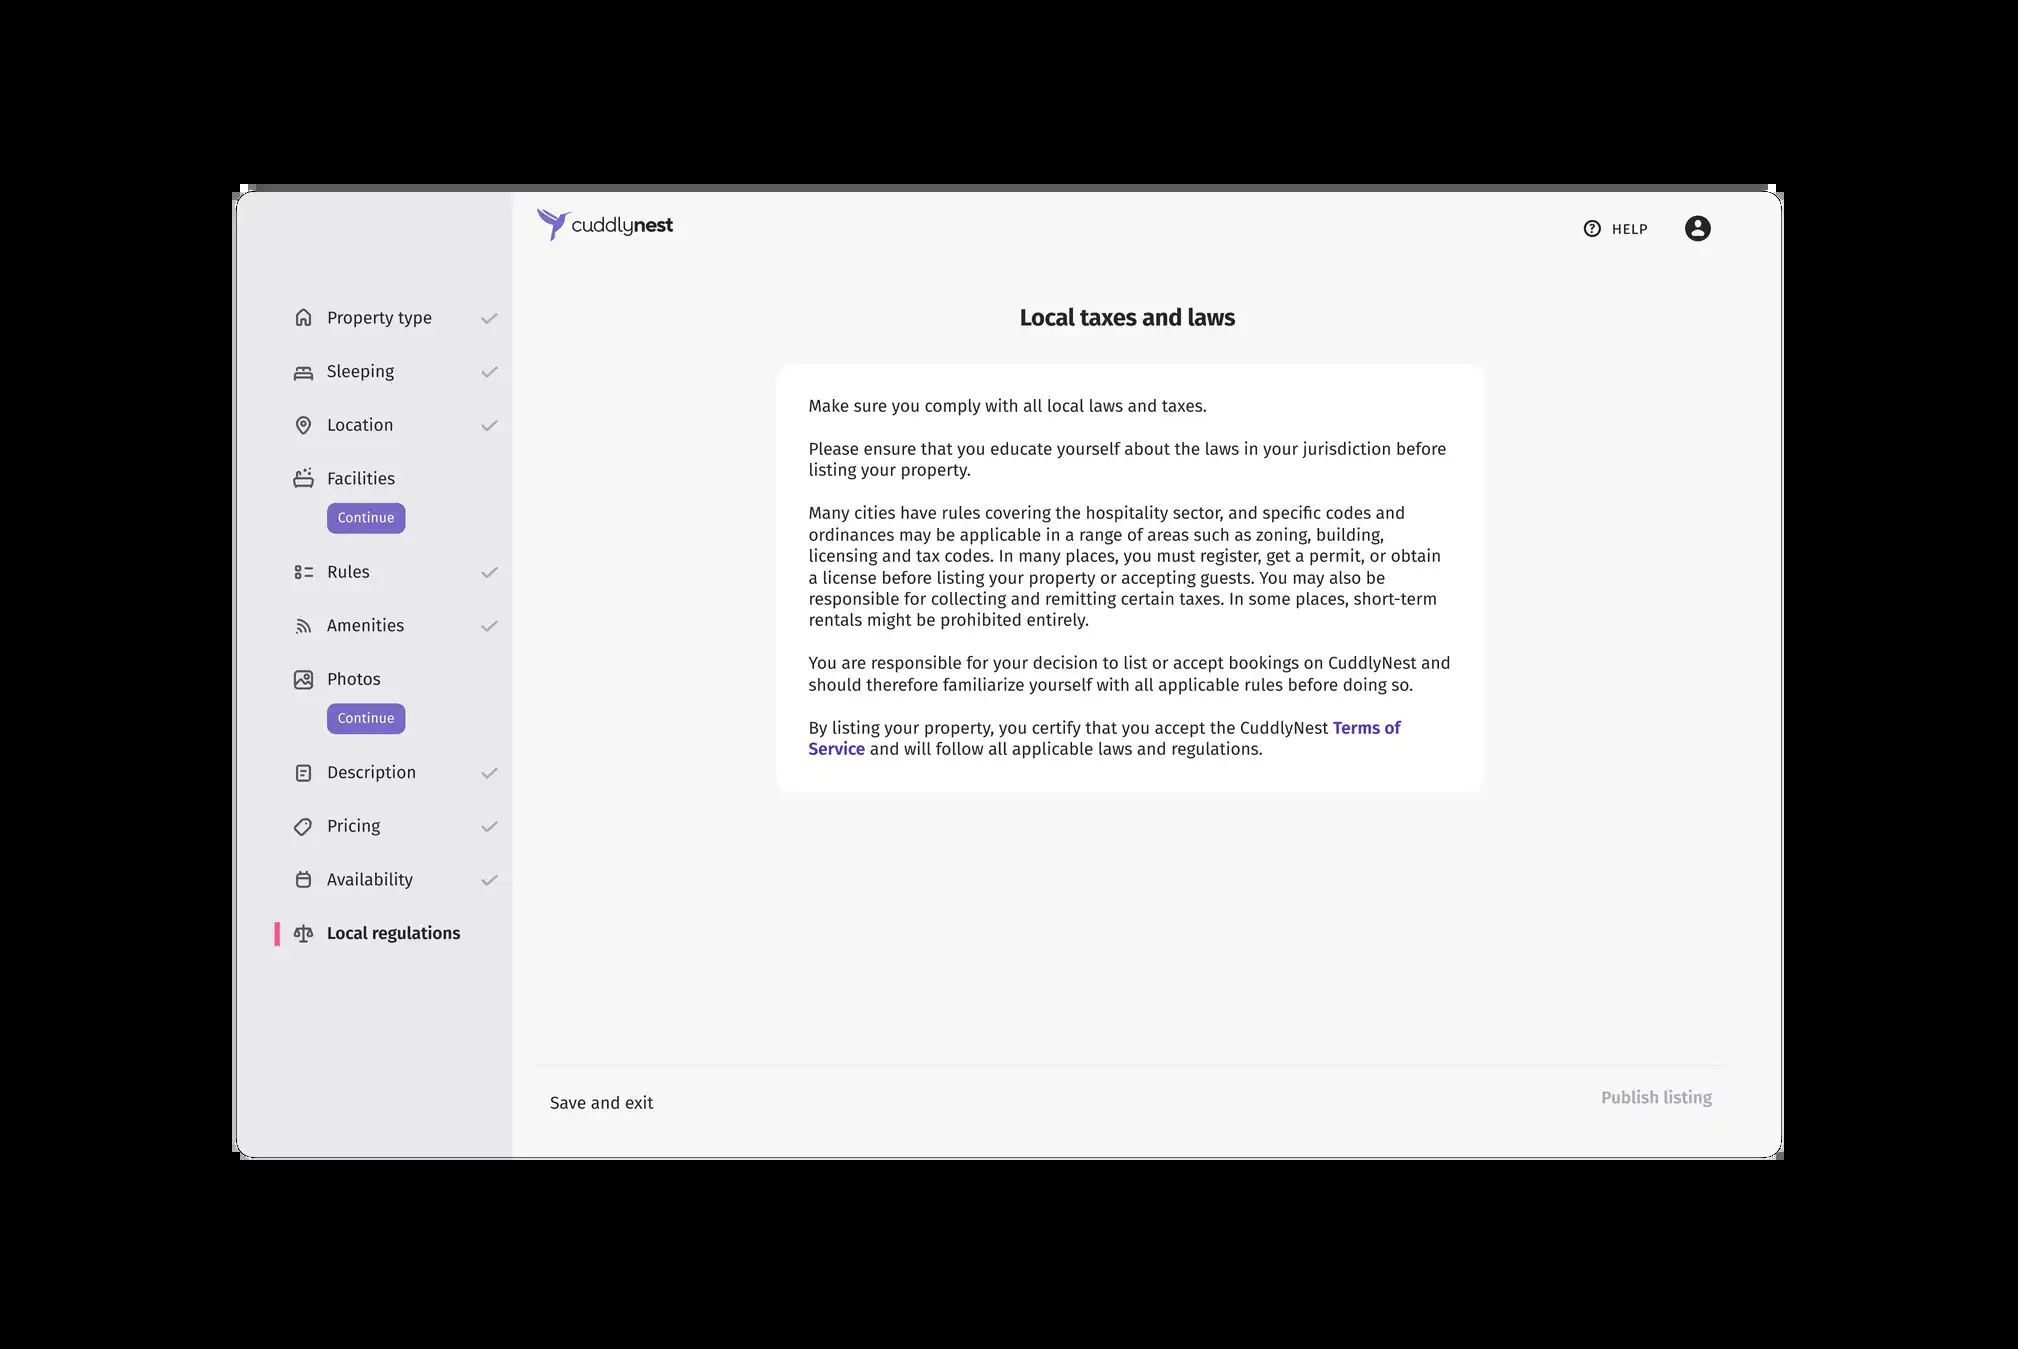 cuddlynest
HELP
Property type
Sleeping
Location
Facilities
Continue
Rules
Amenities
Photos
Continue
Description
Pricing
Availability
Local regulations
Local taxes and laws
Make sure you comply with all local laws and taxes.
Please ensure that you educate yourself about the laws in your jurisdiction before
listing your property.
Many cities have rules covering the hospitality sector, and specific codes and
ordinances may be applicable in a range of areas such as zoning, building,
licensing and tax codes. In many places, you must register, get a permit, or obtain
a license before listing your property or accepting guests. You may also be
responsible for collecting and remitting certain taxes. In some places, short-term
rentals might be prohibited entirely.
You are responsible for your decision to list or accept bookings on CuddlyNest and
should therefore familiarize yourself with all applicable rules before doing so.
By listing your property, you certify that you accept the CuddlyNest Terms of
Service and will follow all applicable laws and regulations.
Save and exit
Publish listing